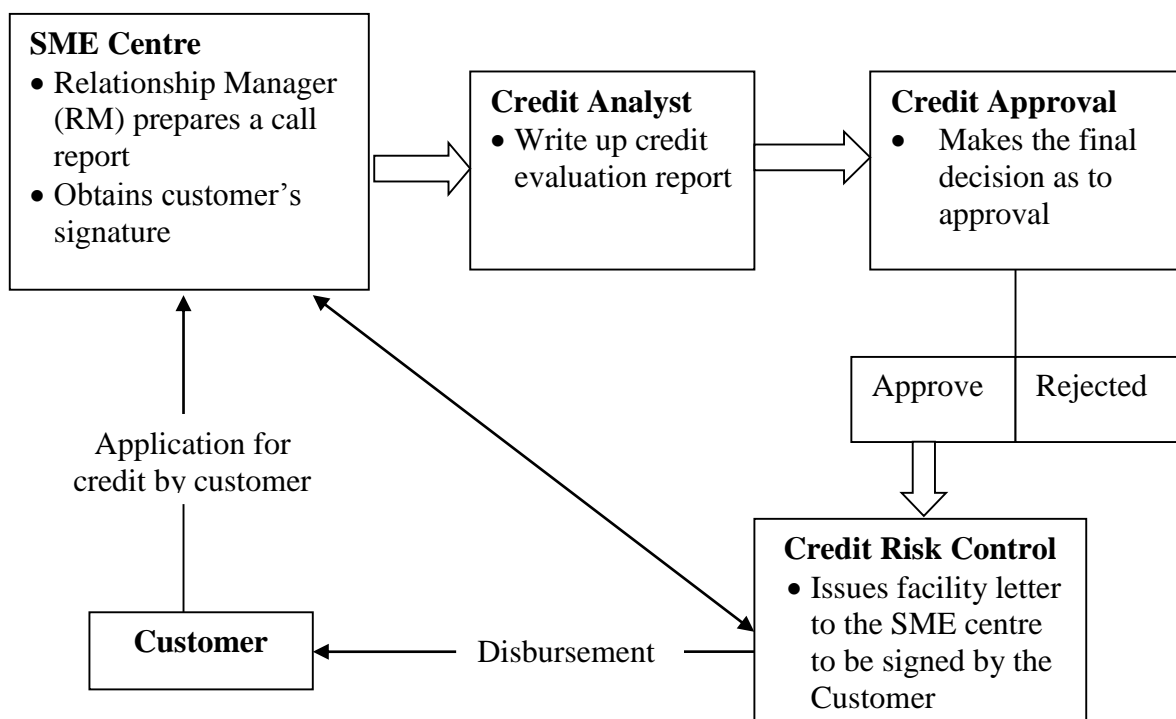 SME Centre
• Relationship Manager
(RM) prepares a call
report
• Obtains customer’s
signature
Credit Analyst
• Write up credit
evaluation report
Credit Approval
• Makes the final
decision as to
approval
Approve
Rejected
Application for
credit by customer
Credit Risk Control
• Issues facility letter
to the SME centre
to be signed by the
Customer
Customer
Disbursement